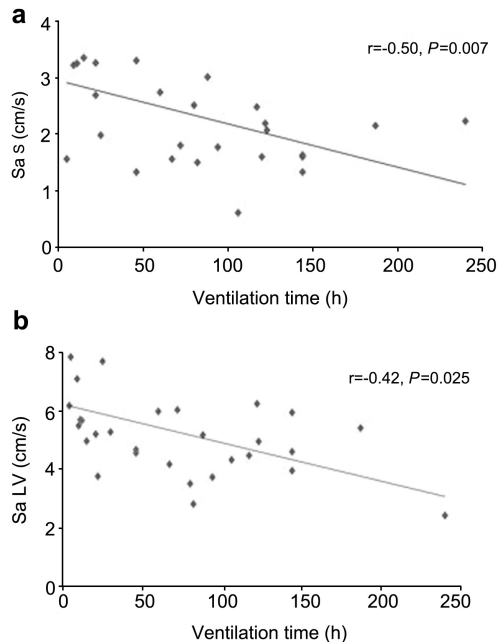 a
r=-0.50, P=0.007
Sa s (cm/s)
4
3
2
1
0
0 50 100 150 200 250
Ventilation time (h)
b
r=-0.42, P=0.025
Sa LV (cm/s)
8
6
4
2
0
0 50 100 150 200 250
Ventilation time (h)